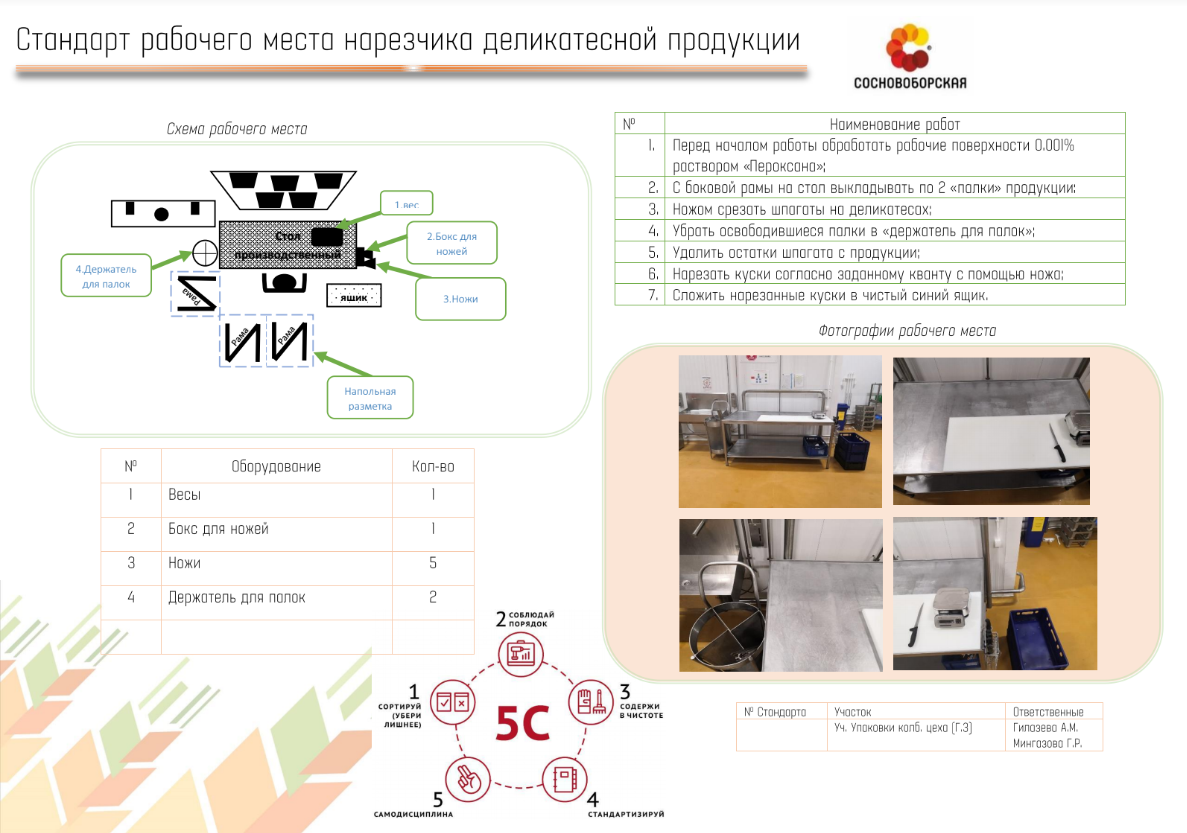 Стандарт рабочего места нарезчика деликатесной продукции
СОСНОВОБОРСКАЯ
Схема рабочего места
1.вес
Стол
производственный
2.Бокс для
ножей
4.Держатель
для палок
3.Ножи
ящик
Рама
Рама
Рама
Напольная
разметка
№ Оборудование Кол-во
1 Весы 1
2 Бокс для ножей 1
3 Ножи 5
4 Держатель для палок 2
№ Наименование работ
1. Перед началом работы обработать рабочие поверхности 0.001%
раствором «Пероксана»;
2. С боковой рамы на стол выкладывать по 2 «палки» продукции;
3. Ножом срезать шпагаты на деликатесах;
4. Убрать освободившиеся палки в «держатель для палок»;
5. Удалить остатки шпагата с продукции;
6. Нарезать куски согласно заданному кванту с помощью ножа;
7. Сложить нарезанные куски в чистый синий ящик.
Фотографии рабочего места
2 СОБЛЮДАЙ
ПОРЯДОК
1
СОРТИРУЙ
(УБЕРИ
ЛИШНЕЕ)
5С
3
СОДЕРЖИ
В ЧИСТОТЕ
5
САМОДИСЦИПЛИНА
4
СТАНДАРТИЗИРУЙ
№ Стандарта Участок Ответственные
Уч. Упаковки колб. цеха (Г.3) Гилазева А.М.
Мингазова Г.Р.